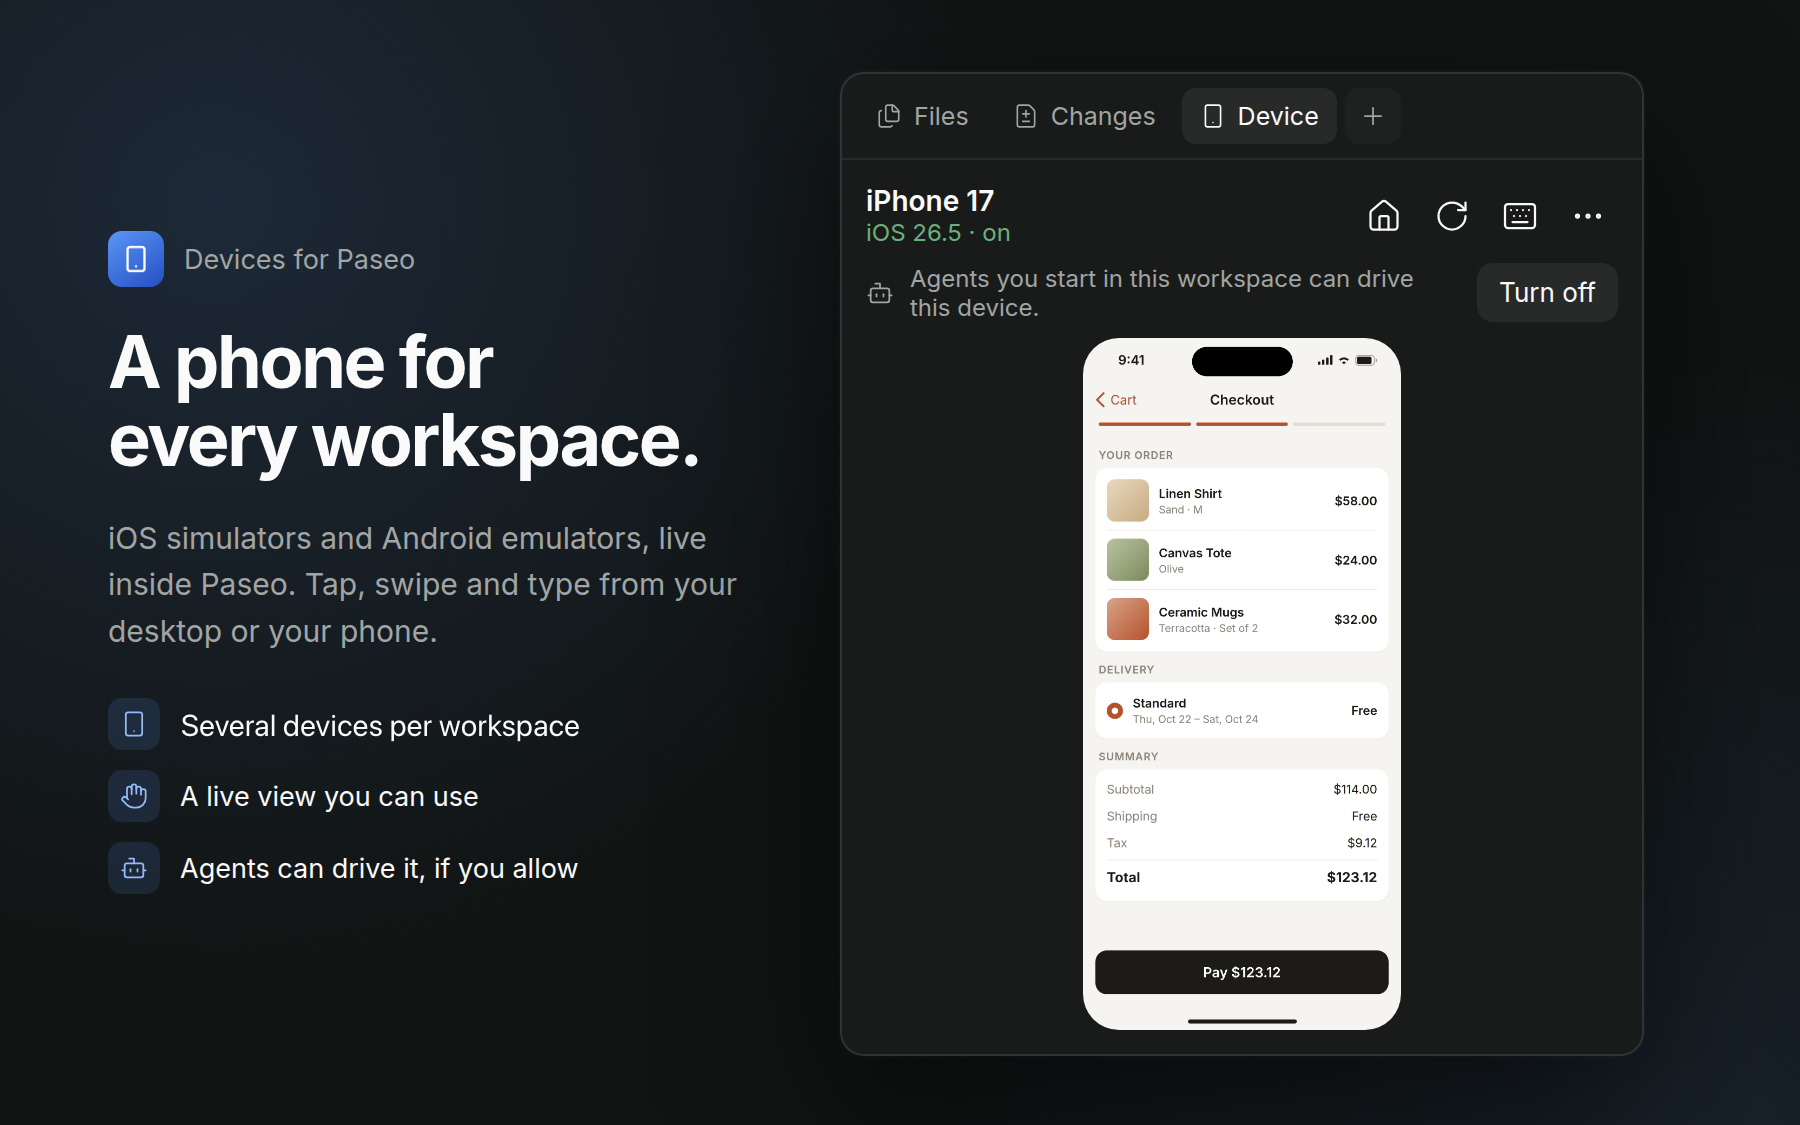 Devices for Paseo
A phone for
every workspace.
iOS simulators and Android emulators, live
inside Paseo. Tap, swipe and type from your
desktop or your phone.
Several devices per workspace
A live view you can use
Agents can drive it, if you allow
Files
Changes
Device
iPhone 17
iOS 26.5 · on
Agents you start in this workspace can drive
this device.
Turn off
9:41
Cart
Checkout
YOUR ORDER
Linen Shirt
Sand · M
$58.00
Canvas Tote
Olive
$24.00
Ceramic Mugs
Terracotta · Set of 2
$32.00
DELIVERY
Standard
Thu, Oct 22 – Sat, Oct 24
Free
SUMMARY
Subtotal $114.00
Shipping Free
Tax $9.12
Total $123.12
Pay $123.12